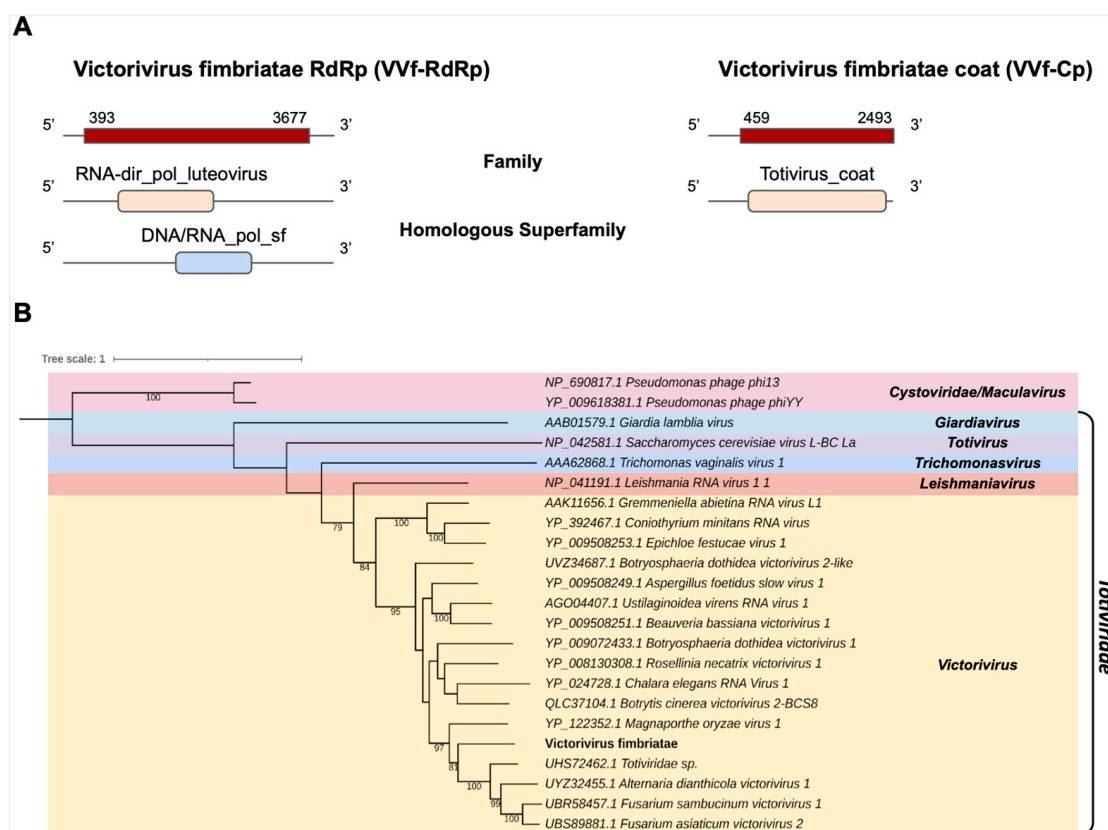 A
Victorivirus fimbriatae RdRp (VVf-RdRp)
Victorivirus fimbriatae coat (VVf-Cp)
393 3677
459 2493
5’ 3’
5’ 3’
Family
RNA-dir_pol_luteovirus
Totivirus_coat
5’ 3’
5’ 3’
Homologous Superfamily
DNA/RNA_pol_sf
5’ 3’
B
Tree scale: 1
NP_690817.1 Pseudomonas phage phi13
YP_009618381.1 Pseudomonas phage phiYY
Cystoviridae/Maculavirus
100
AAB01579.1 Giardia lamblia virus
Giardiavirus
NP_042581.1 Saccharomyces cerevisiae virus L-BC La
Totivirus
AAA62868.1 Trichomonas vaginalis virus 1
Trichomonasvirus
NP_041191.1 Leishmania RNA virus 1 1
Leishmaniavirus
AAK11656.1 Gremmeniella abietina RNA virus L1
79
100
YP_392467.1 Coniothyrium minitans RNA virus
100
YP_009508253.1 Epichloe festucae virus 1
84
UVZ34687.1 Botryosphaeria dothidea victorivirus 2-like
YP_009508249.1 Aspergillus foetidus slow virus 1
95
AGO04407.1 Ustilaginoidea virens RNA virus 1
100
YP_009508251.1 Beauveria bassiana victorivirus 1
YP_009072433.1 Botryosphaeria dothidea victorivirus 1
YP_008130308.1 Rosellinia necatrix victorivirus 1
Victorivirus
YP_024728.1 Chalara elegans RNA Virus 1
QLC37104.1 Botrytis cinerea victorivirus 2-BCS8
YP_122352.1 Magnaporthe oryzae virus 1
97
Victorivirus fimbriatae
81
UHS72462.1 Totiviridae sp.
100
UYZ32455.1 Alternaria dianthicola victorivirus 1
99
UBR58457.1 Fusarium sambucinum victorivirus 1
100
UBS89881.1 Fusarium asiaticum victorivirus 2
Totiviridae